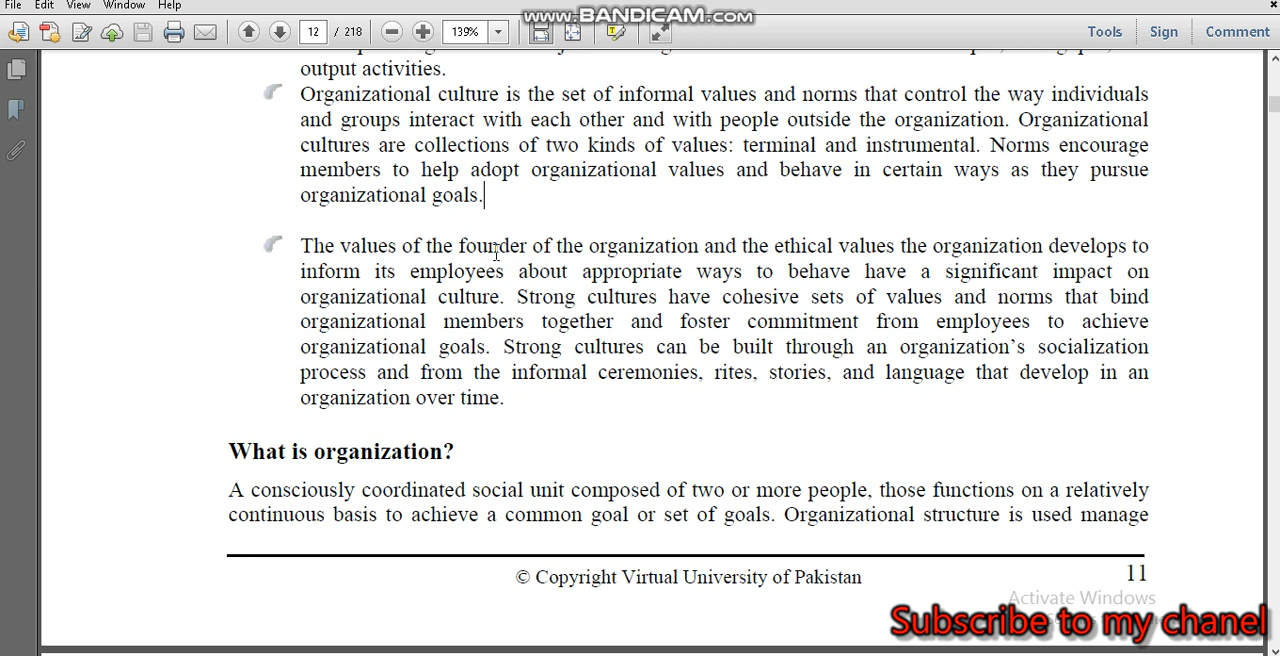 File Edit View Window Help
www.BANDICAM.com
12 / 218 139% Tools Sign Comment
output activities.
Organizational culture is the set of informal values and norms that control the way individuals
and groups interact with each other and with people outside the organization. Organizational
cultures are collections of two kinds of values: terminal and instrumental. Norms encourage
members to help adopt organizational values and behave in certain ways as they pursue
organizational goals.
The values of the founder of the organization and the ethical values the organization develops to
inform its employees about appropriate ways to behave have a significant impact on
organizational culture. Strong cultures have cohesive sets of values and norms that bind
organizational members together and foster commitment from employees to achieve
organizational goals. Strong cultures can be built through an organization’s socialization
process and from the informal ceremonies, rites, stories, and language that develop in an
organization over time.
What is organization?
A consciously coordinated social unit composed of two or more people, those functions on a relatively
continuous basis to achieve a common goal or set of goals. Organizational structure is used manage
© Copyright Virtual University of Pakistan
11
Activate Windows
Subscribe to my chanel